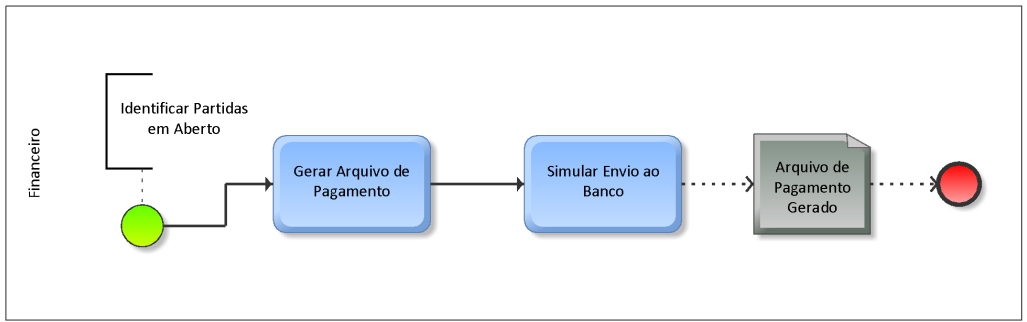 Financeiro
Identificar Partidas
em Aberto
Gerar Arquivo de
Pagamento
Simular Envio ao
Banco
Arquivo de
Pagamento
Gerado